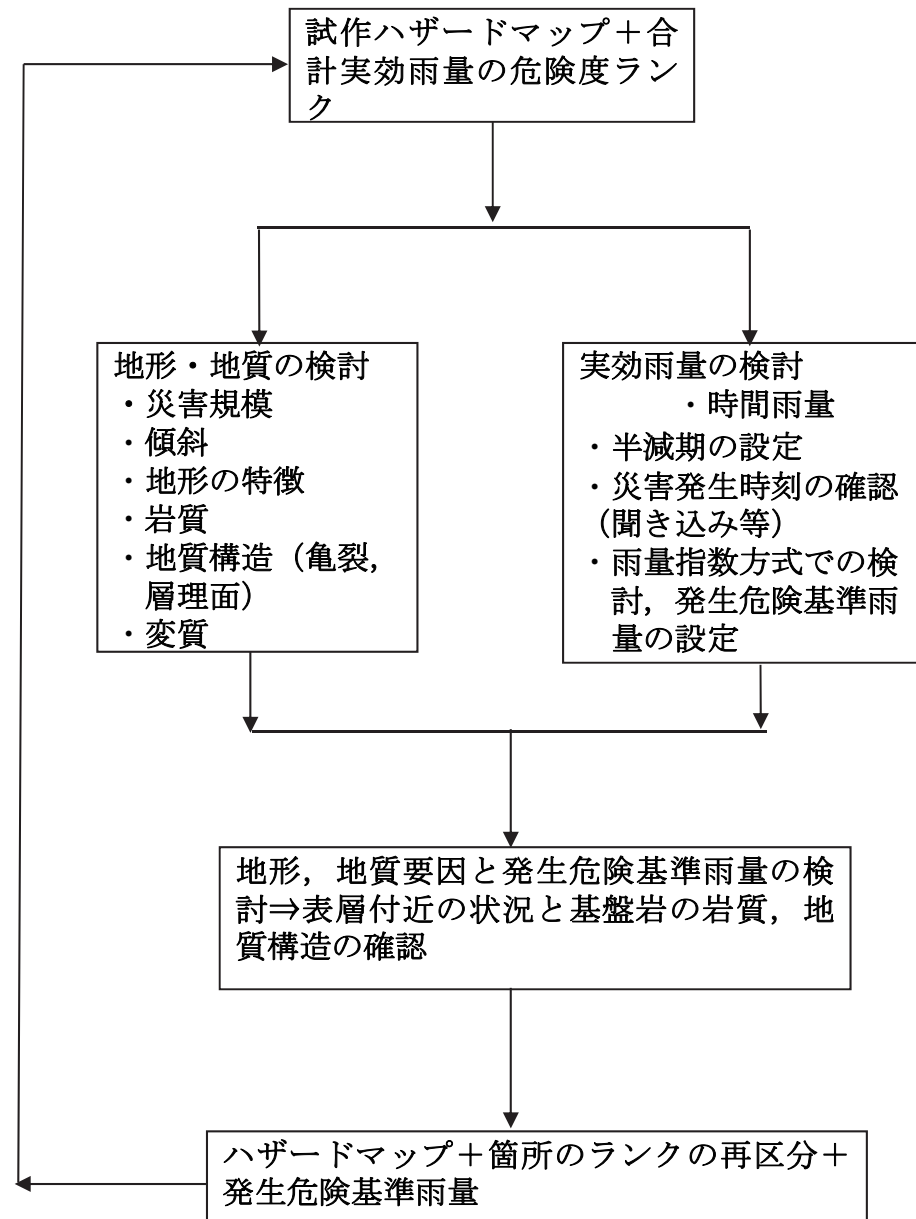 試作ハザードマップ＋合
計実効雨量の危険度ラン
ク
地形・地質の検討
・災害規模
・傾斜
・地形の特徴
・岩質
・地質構造（亀裂，
層理面）
・変質
実効雨量の検討
・時間雨量
・半減期の設定
・災害発生時刻の確認
（聞き込み等）
・雨量指数方式での検
討，発生危険基準雨
量の設定
地形，地質要因と発生危険基準雨量の検
討⇒表層付近の状況と基盤岩の岩質，地
質構造の確認
ハザードマップ＋箇所のランクの再区分＋
発生危険基準雨量